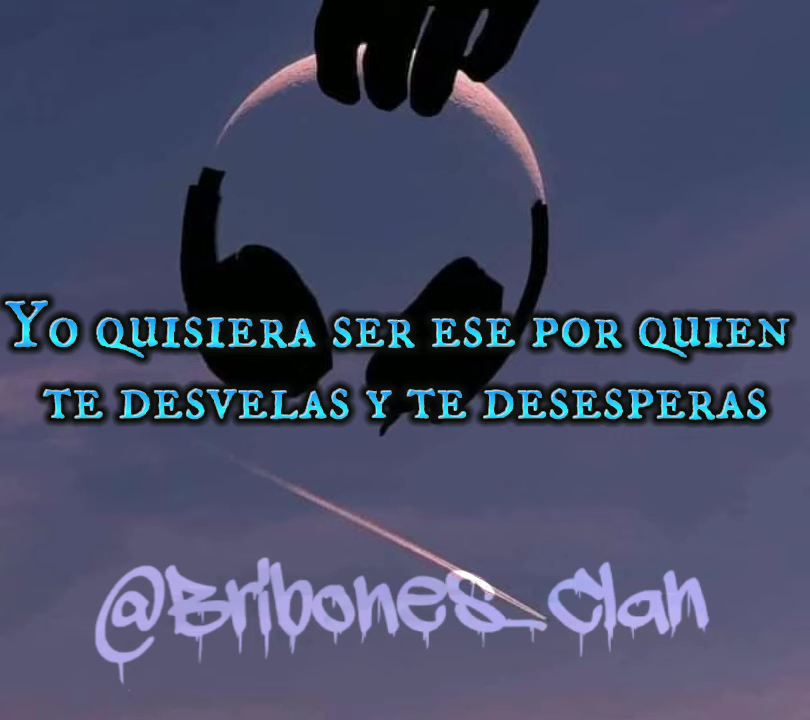 Yo quisiera ser ese por quien
te desvelas y te desesperas
@Bribones_Clan